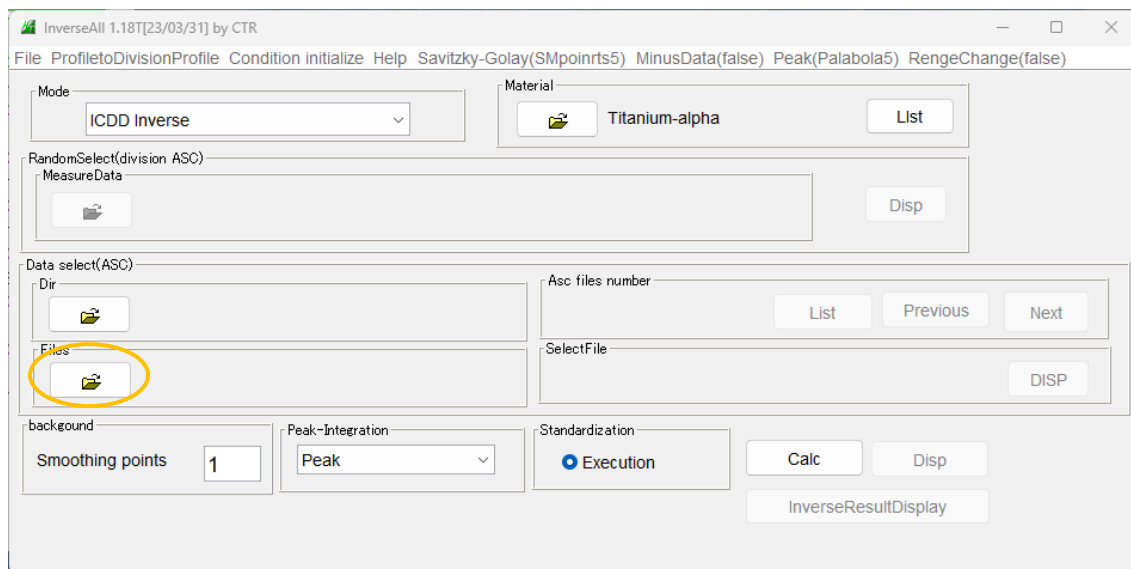 InverseAll 1.18T[23/03/31] by CTR
File ProfiletoDivisionProfile Condition initialize Help Savitzky-Golay(SMpoinrts5) MinusData(false) Peak(Palabola5) RengeChange(false)
Mode
ICDD Inverse
Material
Titanium-alpha
LIst
RandomSelect(division ASC)
MeasureData
Disp
Data select(ASC)
Dir
Asc files number
List
Previous
Next
Files
SelectFile
DISP
backgound
Smoothing points
1
Peak-Integration
Peak
Standardization
Execution
Calc
Disp
InverseResultDisplay